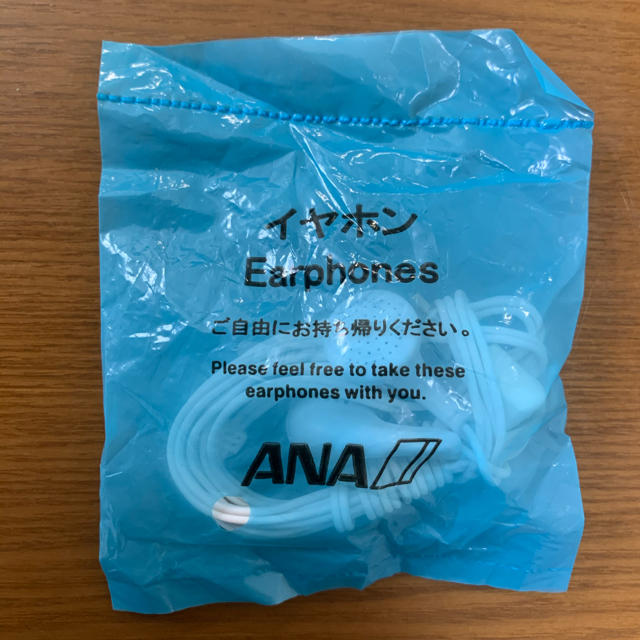 イヤホン
Earphones
ご自由にお持ち帰りください。
Please feel free to take these
earphones with you.
ANA